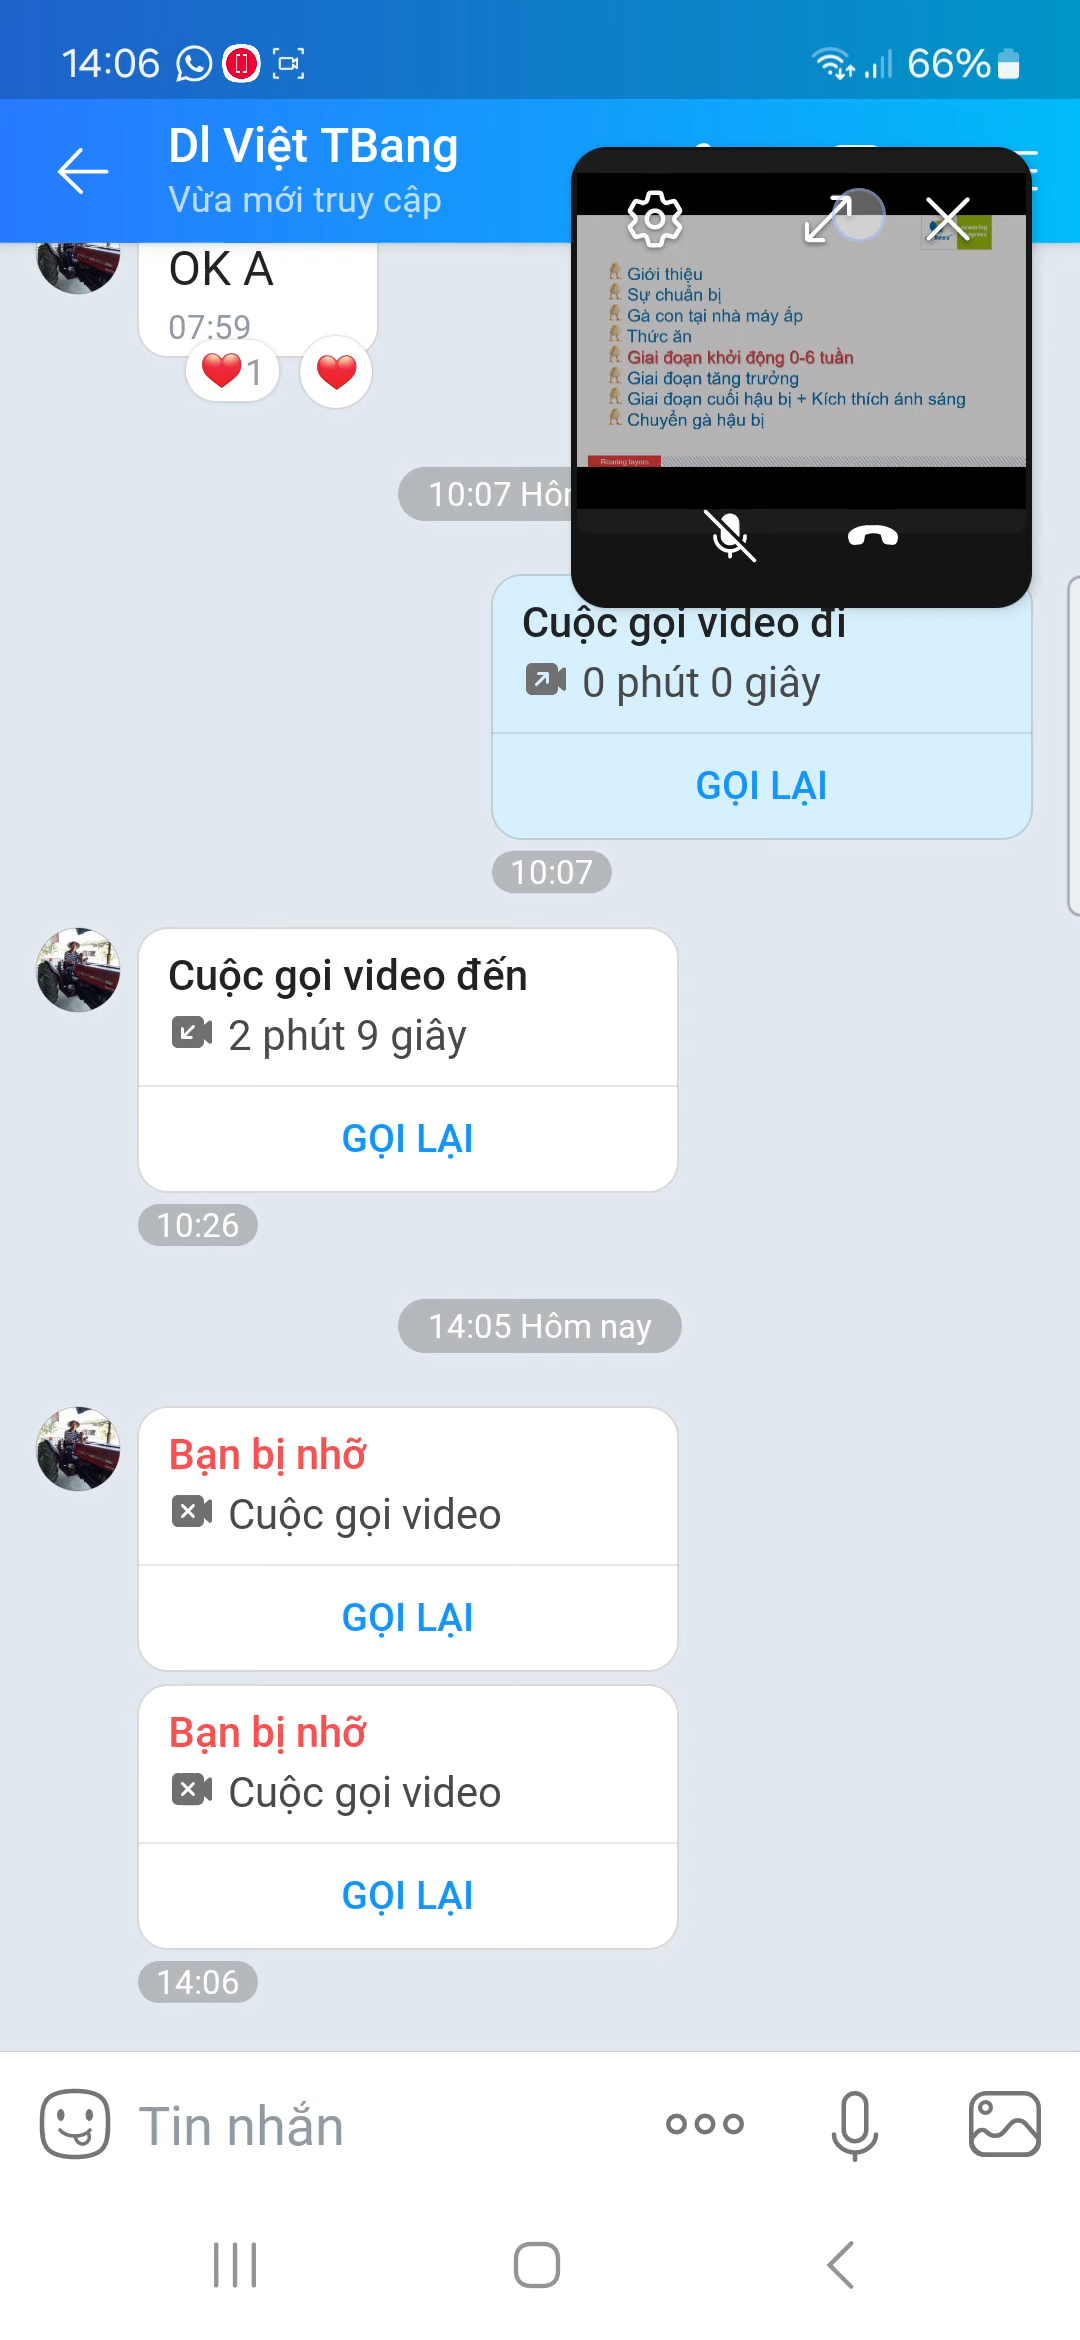 14:06
66%
Dl Việt TBang
Vừa mới truy cập
OK A
07:59
1
Giới thiệu
Sự chuẩn bị
Gà con tại nhà máy ấp
Thức ăn
Giai đoạn khởi động 0-6 tuần
Giai đoạn tăng trưởng
Giai đoạn cuối hậu bị + Kích thích ánh sáng
Chuyển gà hậu bị
10:07
Cuộc gọi video đi
0 phút 0 giây
GỌI LẠI
10:07
Cuộc gọi video đến
2 phút 9 giây
GỌI LẠI
10:26
14:05 Hôm nay
Bạn bị nhỡ
Cuộc gọi video
GỌI LẠI
Bạn bị nhỡ
Cuộc gọi video
GỌI LẠI
14:06
Tin nhắn